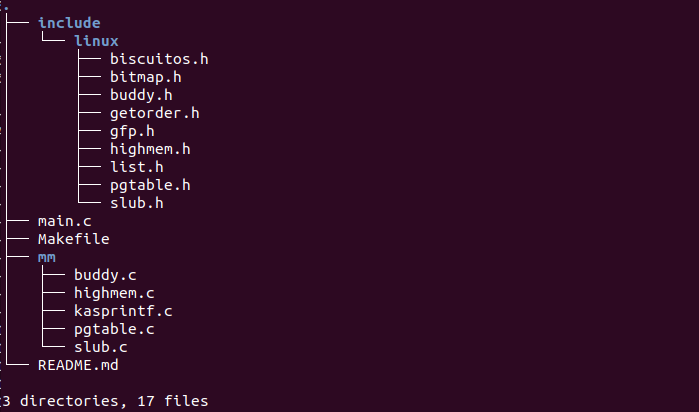 .
├── include
│   └── linux
│       ├── biscuitos.h
│       ├── bitmap.h
│       ├── buddy.h
│       ├── getorder.h
│       ├── gfp.h
│       ├── highmem.h
│       ├── list.h
│       ├── pgtable.h
│       └── slub.h
├── main.c
├── Makefile
├── mm
│   ├── buddy.c
│   ├── highmem.c
│   ├── kasprintf.c
│   ├── pgtable.c
│   └── slub.c
└── README.md
3 directories, 17 files